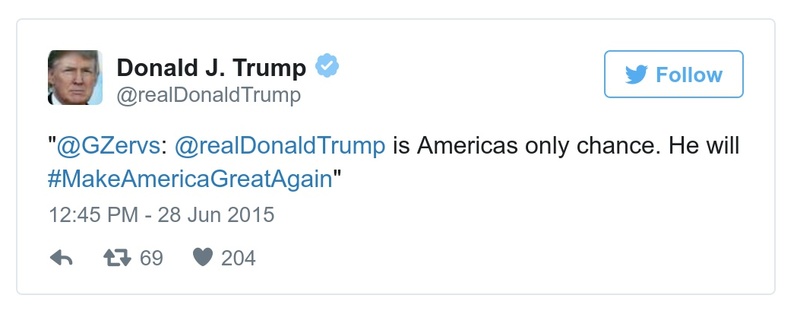 Donald J. Trump
@realDonaldTrump
Follow
"@GZervs: @realDonaldTrump is Americas only chance. He will
#MakeAmericaGreatAgain"
12:45 PM - 28 Jun 2015
69 204